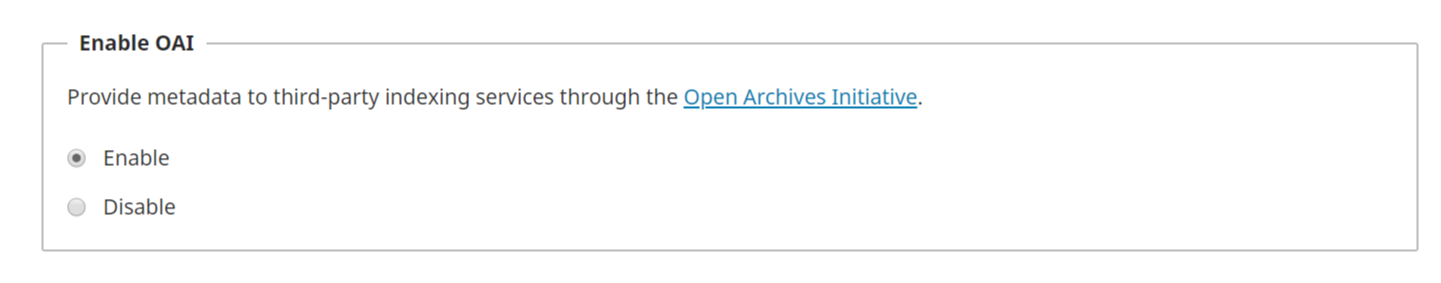 Enable OAI
Provide metadata to third-party indexing services through the Open Archives Initiative.
Enable
Disable